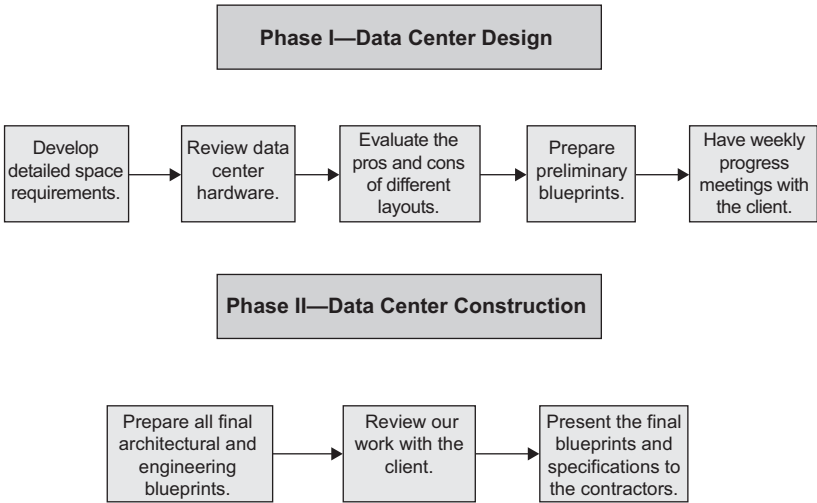 Phase I—Data Center Design
Develop
detailed space
requirements.
Review data
center
hardware.
Evaluate the
pros and cons
of different
layouts.
Prepare
preliminary
blueprints.
Have weekly
progress
meetings with
the client.
Phase II—Data Center Construction
Prepare all final
architectural and
engineering
blueprints.
Review our
work with the
client.
Present the final
blueprints and
specifications to
the contractors.